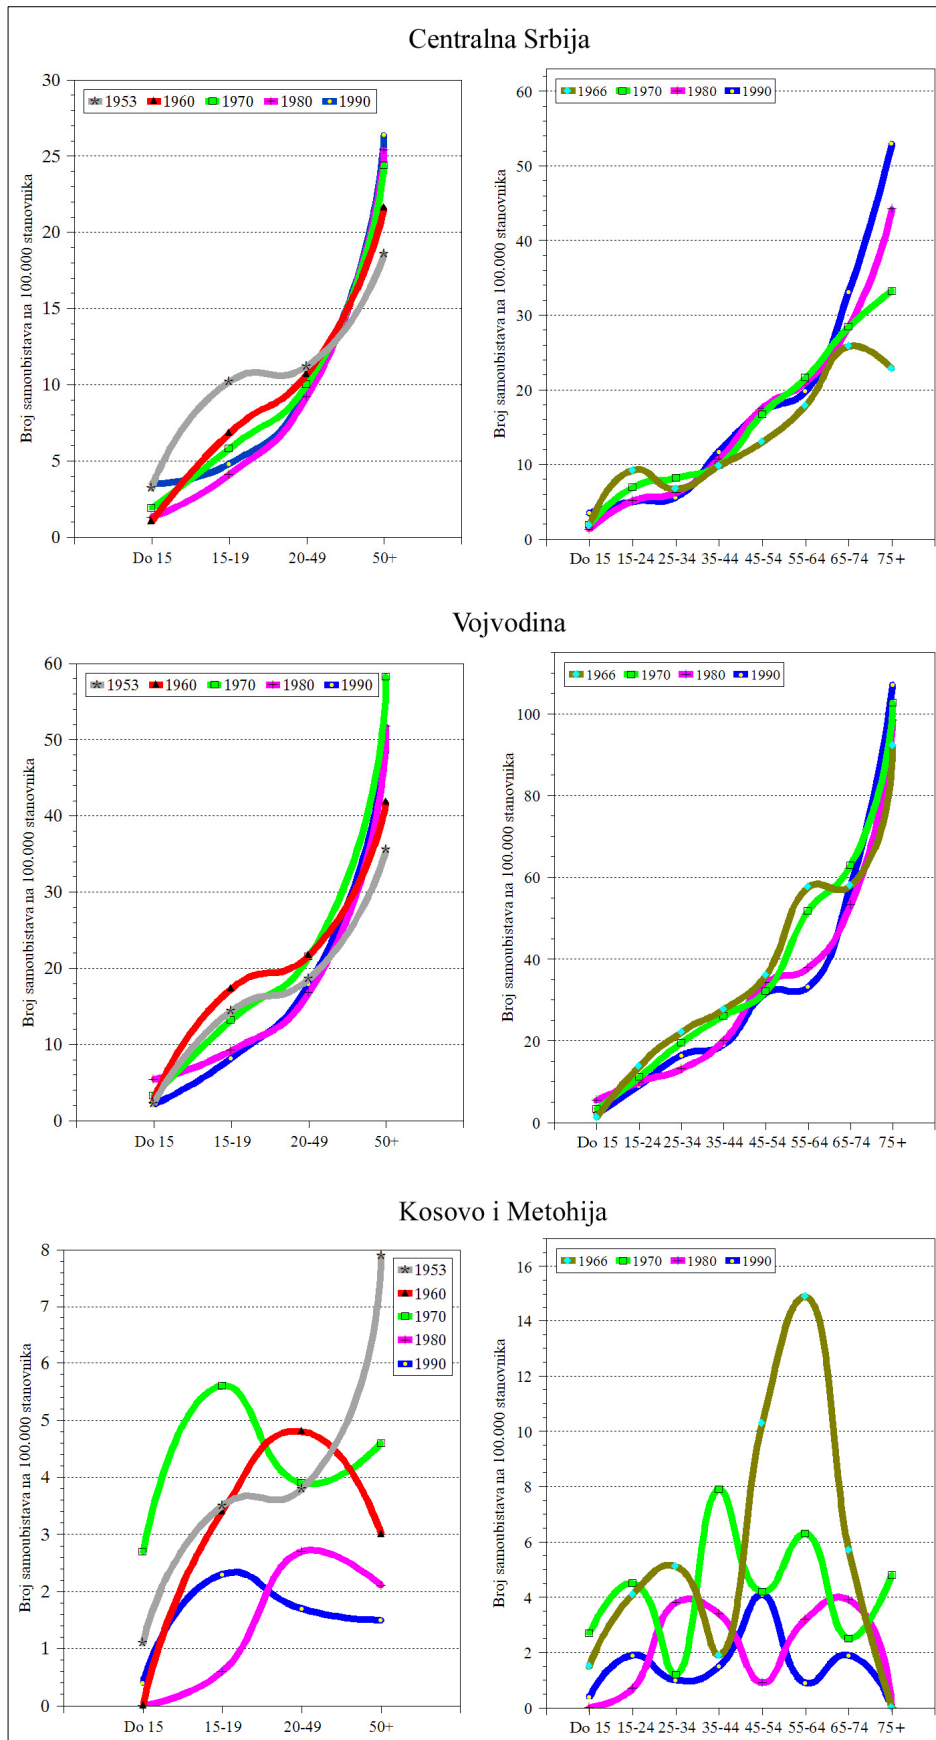 Centralna Srbija
Broj samoubistava na 100.000 stanovnika
30
25
20
15
10
5
0
1953 1960 1970 1980 1990
Do 15 15-19 20-49 50+
Broj samoubistava na 100.000 stanovnika
60
50
40
30
20
10
0
1966 1970 1980 1990
Do 15 15-24 25-34 35-44 45-54 55-64 65-74 75+
Vojvodina
Broj samoubistava na 100.000 stanovnika
60
50
40
30
20
10
0
1953 1960 1970 1980 1990
Do 15 15-19 20-49 50+
Broj samoubistava na 100.000 stanovnika
100
80
60
40
20
0
1966 1970 1980 1990
Do 15 15-24 25-34 35-44 45-54 55-64 65-74 75+
Kosovo i Metohija
Broj samoubistava na 100.000 stanovnika
8
7
6
5
4
3
2
1
0
1953
1960
1970
1980
1990
Do 15 15-19 20-49 50+
Broj samoubistava na 100.000 stanovnika
16
14
12
10
8
6
4
2
0
1966 1970 1980 1990
Do 15 15-24 25-34 35-44 45-54 55-64 65-74 75+